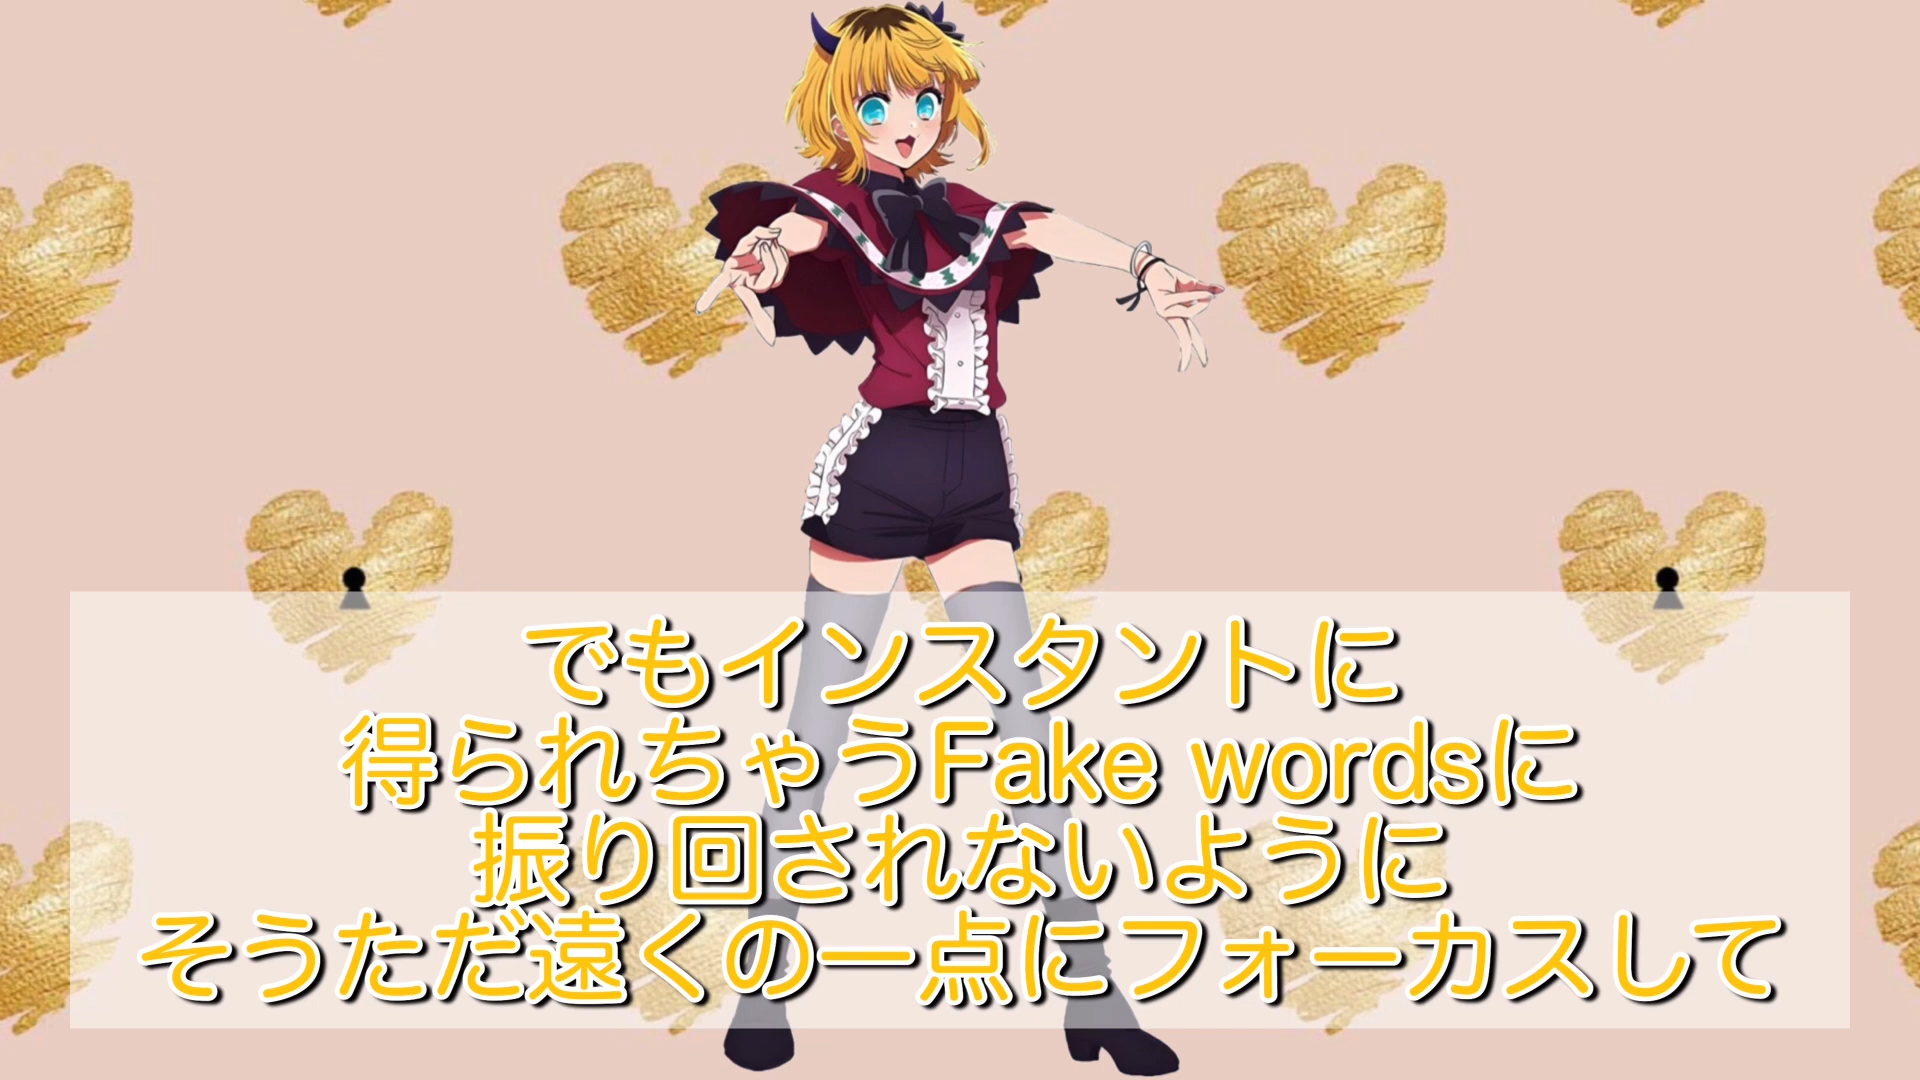 でもインスタントに
得られちゃうFake wordsに
振り回されないように
そうただ遠くの一点にフォーカスして